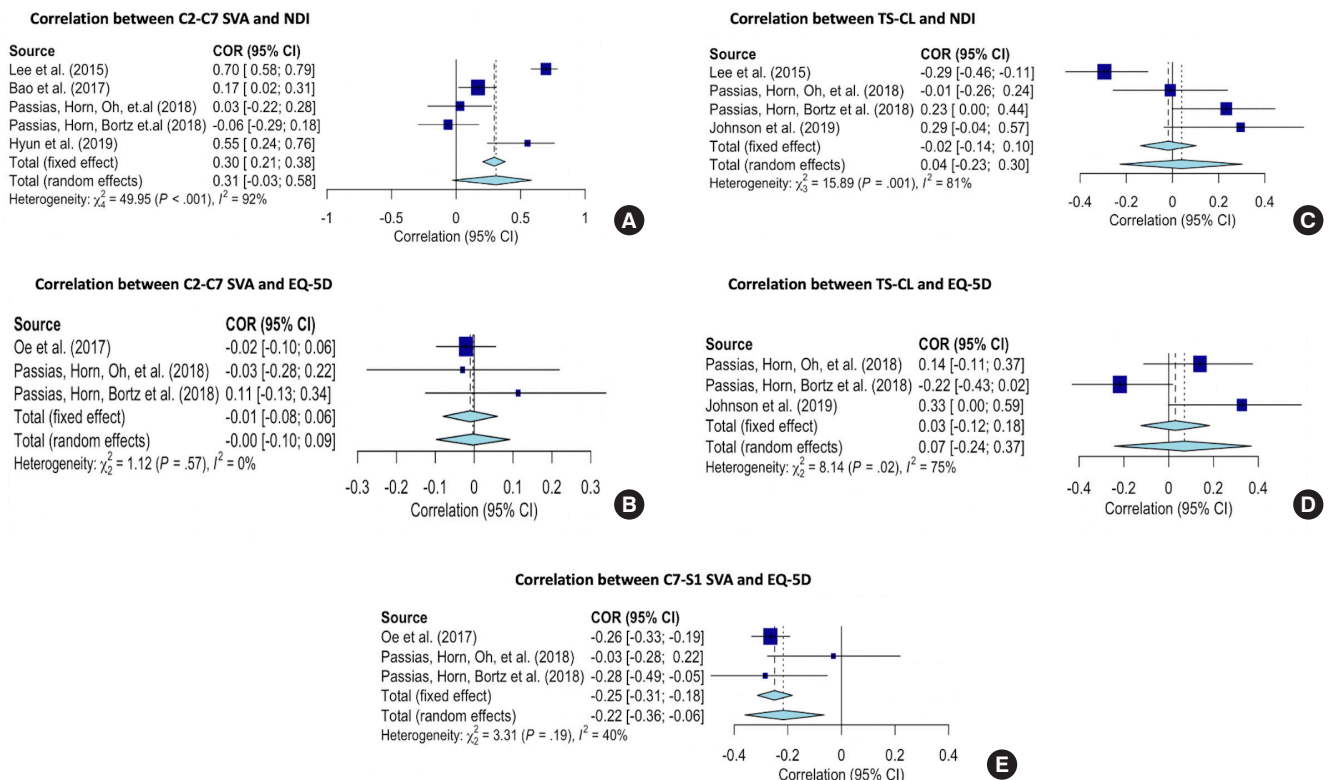 Correlation between C2-C7 SVA and NDI
Source COR (95% CI)
Lee et al. (2015) 0.70 [ 0.58; 0.79]
Bao et al. (2017) 0.17 [ 0.02; 0.31]
Passias, Horn, Oh, et.al (2018) 0.03 [-0.22; 0.28]
Passias, Horn, Bortz et.al (2018) -0.06 [-0.29; 0.18]
Hyun et al. (2019) 0.55 [ 0.24; 0.76]
Total (fixed effect) 0.30 [ 0.21; 0.38]
Total (random effects) 0.31 [-0.03; 0.58]
Heterogeneity: χ²₄ = 49.95 (P < .001), I² = 92%
-1 0 0.5 1
Correlation (95% CI)
A
Correlation between TS-CL and NDI
Source COR (95% CI)
Lee et al. (2015) -0.29 [-0.46; -0.11]
Passias, Horn, Oh, et al. (2018) -0.01 [-0.26; 0.24]
Passias, Horn, Bortz et al. (2018) 0.23 [ 0.00; 0.44]
Johnson et al. (2019) 0.29 [-0.04; 0.57]
Total (fixed effect) -0.02 [-0.14; 0.10]
Total (random effects) 0.04 [-0.23; 0.30]
Heterogeneity: χ²₃ = 15.89 (P = .001), I² = 81%
-0.4 0 0.2 0.4
Correlation (95% CI)
C
Correlation between C2-C7 SVA and EQ-5D
Source COR (95% CI)
Oe et al. (2017) -0.02 [-0.10; 0.06]
Passias, Horn, Oh, et al. (2018) -0.03 [-0.28; 0.22]
Passias, Horn, Bortz et al. (2018) 0.11 [-0.13; 0.34]
Total (fixed effect) -0.01 [-0.08; 0.06]
Total (random effects) -0.00 [-0.10; 0.09]
Heterogeneity: χ²₂ = 1.12 (P = .57), I² = 0%
-0.3 -0.2 -0.1 0 0.1 0.2 0.3
Correlation (95% CI)
B
Correlation between TS-CL and EQ-5D
Source COR (95% CI)
Passias, Horn, Oh, et al. (2018) 0.14 [-0.11; 0.37]
Passias, Horn, Bortz et al. (2018) -0.22 [-0.43; 0.02]
Johnson et al. (2019) 0.33 [ 0.00; 0.59]
Total (fixed effect) 0.03 [-0.12; 0.18]
Total (random effects) 0.07 [-0.24; 0.37]
Heterogeneity: χ²₂ = 8.14 (P = .02), I² = 75%
-0.4 0 0.2 0.4
Correlation (95% CI)
D
Correlation between C7-S1 SVA and EQ-5D
Source COR (95% CI)
Oe et al. (2017) -0.26 [-0.33; -0.19]
Passias, Horn, Oh, et al. (2018) -0.03 [-0.28; 0.22]
Passias, Horn, Bortz et al. (2018) -0.28 [-0.49; -0.05]
Total (fixed effect) -0.25 [-0.31; -0.18]
Total (random effects) -0.22 [-0.36; -0.06]
Heterogeneity: χ²₂ = 3.31 (P = .19), I² = 40%
-0.4 -0.2 0 0.2 0.4
Correlation (95% CI)
E